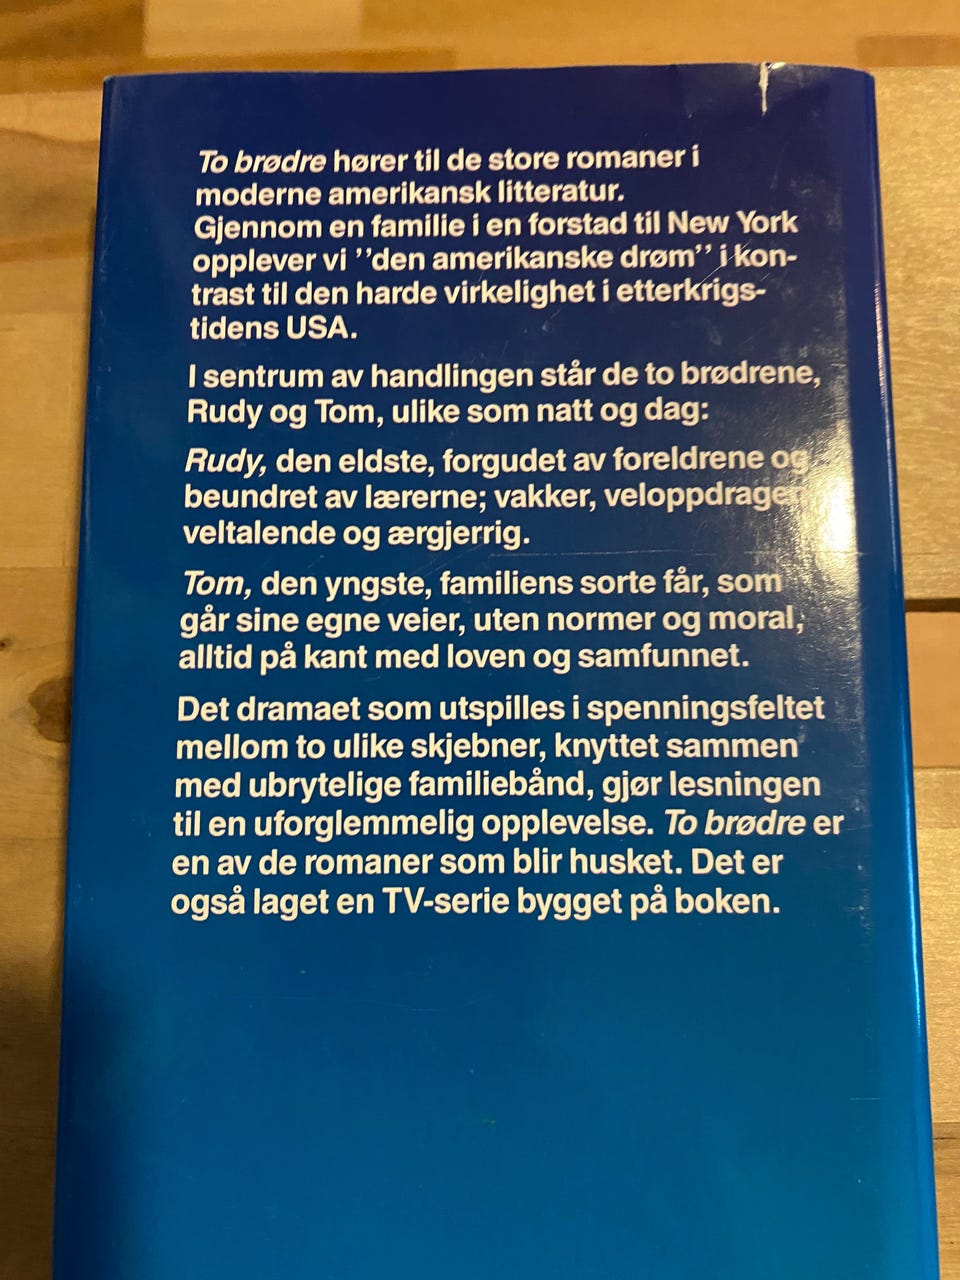 To brødre hører til de store romaner i
moderne amerikansk litteratur.
Gjennom en familie i en forstad til New York
opplever vi ''den amerikanske drøm'' i kon-
trast til den harde virkelighet i etterkrigs-
tidens USA.
I sentrum av handlingen står de to brødrene,
Rudy og Tom, ulike som natt og dag:
Rudy, den eldste, forgudet av foreldrene og
beundret av lærerne; vakker, veloppdragen,
veltalende og ærgjerrig.
Tom, den yngste, familiens sorte får, som
går sine egne veier, uten normer og moral,
alltid på kant med loven og samfunnet.
Det dramaet som utspilles i spenningsfeltet
mellom to ulike skjebner, knyttet sammen
med ubrytelige familiebånd, gjør lesningen
til en uforglemmelig opplevelse. To brødre er
en av de romaner som blir husket. Det er
også laget en TV-serie bygget på boken.